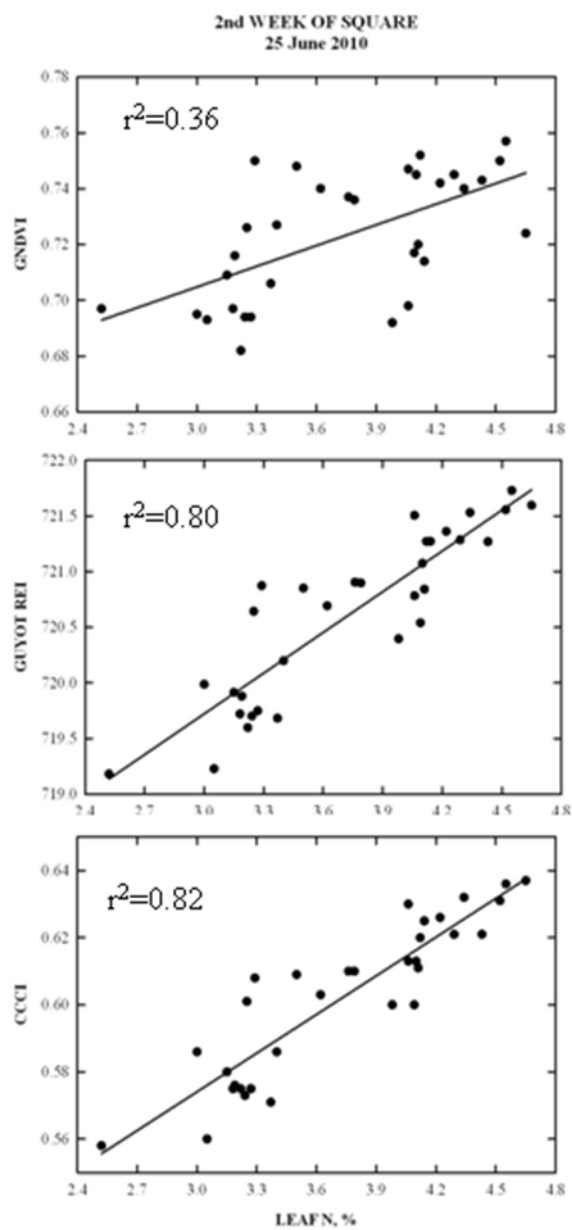 2nd WEEK OF SQUARE
25 June 2010
0.78
r²=0.36
0.76
0.74
GNDVI
0.72
0.70
0.68
0.66
2.4 2.7 3.0 3.3 3.6 3.9 4.2 4.5 4.8
722.0
r²=0.80
721.5
721.0
GUYOT REI
720.5
720.0
719.5
719.0
2.4 2.7 3.0 3.3 3.6 3.9 4.2 4.5 4.8
0.64
r²=0.82
0.62
CCCI
0.60
0.58
0.56
2.4 2.7 3.0 3.3 3.6 3.9 4.2 4.5 4.8
LEAF N, %